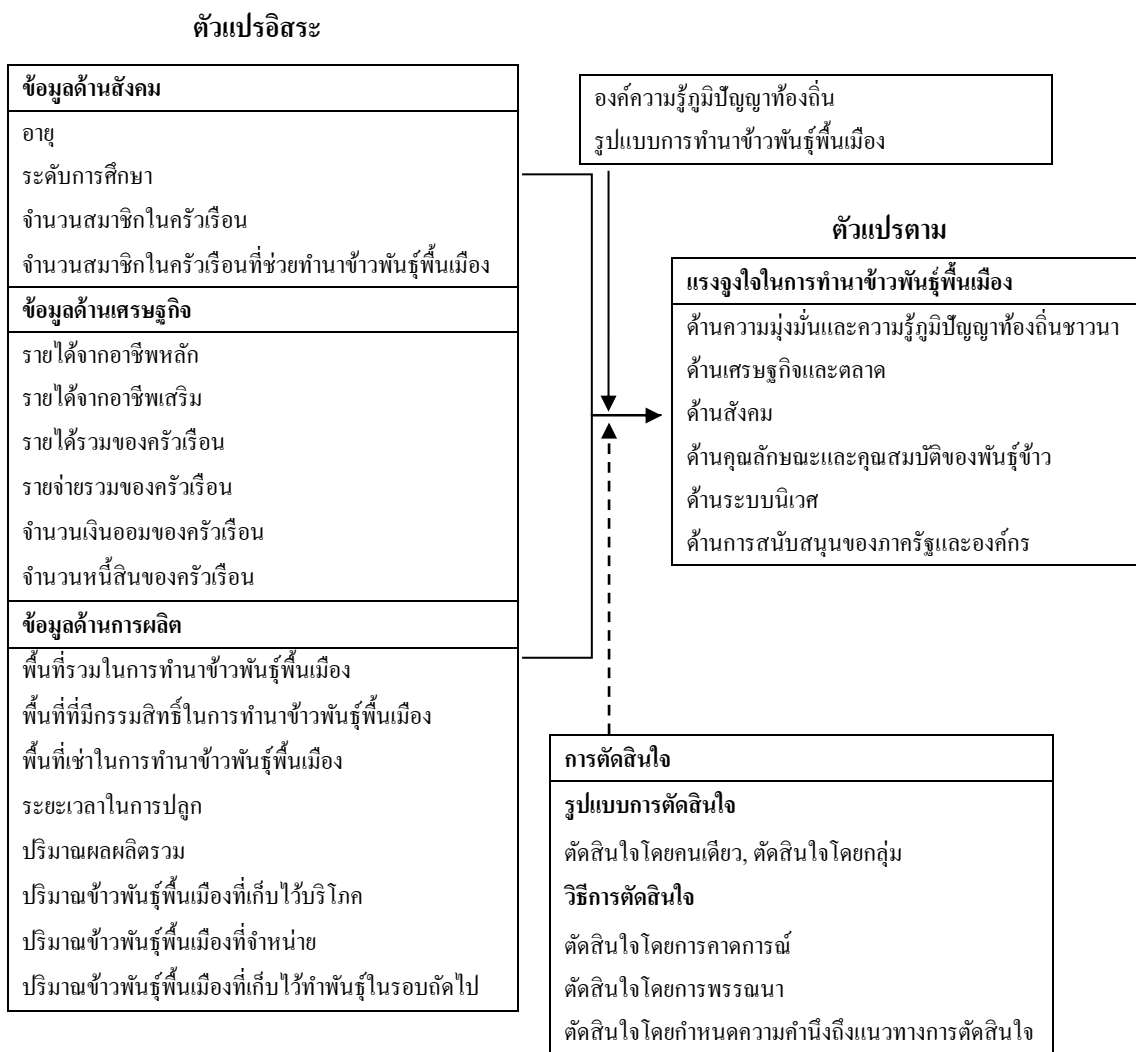 ตัวแปรอิสระ
ข้อมูลด้านสังคม
อายุ
ระดับการศึกษา
จำนวนสมาชิกในครัวเรือน
จำนวนสมาชิกในครัวเรือนที่ช่วยทำนาข้าวพันธุ์พื้นเมือง
ข้อมูลด้านเศรษฐกิจ
รายได้จากอาชีพหลัก
รายได้จากอาชีพเสริม
รายได้รวมของครัวเรือน
รายจ่ายรวมของครัวเรือน
จำนวนเงินออมของครัวเรือน
จำนวนหนี้สินของครัวเรือน
ข้อมูลด้านการผลิต
พื้นที่รวมในการทำนาข้าวพันธุ์พื้นเมือง
พื้นที่ที่มีกรรมสิทธิ์ในการทำนาข้าวพันธุ์พื้นเมือง
พื้นที่เช่าในการทำนาข้าวพันธุ์พื้นเมือง
ระยะเวลาในการปลูก
ปริมาณผลผลิตรวม
ปริมาณข้าวพันธุ์พื้นเมืองที่เก็บไว้บริโภค
ปริมาณข้าวพันธุ์พื้นเมืองที่จำหน่าย
ปริมาณข้าวพันธุ์พื้นเมืองที่เก็บไว้ทำพันธุ์ในรอบถัดไป
องค์ความรู้ภูมิปัญญาท้องถิ่น
รูปแบบการทำนาข้าวพันธุ์พื้นเมือง
ตัวแปรตาม
แรงจูงใจในการทำนาข้าวพันธุ์พื้นเมือง
ด้านความมุ่งมั่นและความรู้ภูมิปัญญาท้องถิ่นชาวนา
ด้านเศรษฐกิจและตลาด
ด้านสังคม
ด้านคุณลักษณะและคุณสมบัติของพันธุ์ข้าว
ด้านระบบนิเวศ
ด้านการสนับสนุนของภาครัฐและองค์กร
การตัดสินใจ
รูปแบบการตัดสินใจ
ตัดสินใจโดยคนเดียว, ตัดสินใจโดยกลุ่ม
วิธีการตัดสินใจ
ตัดสินใจโดยการคาดการณ์
ตัดสินใจโดยการพรรณนา
ตัดสินใจโดยกำหนดความคำนึงถึงแนวทางการตัดสินใจ